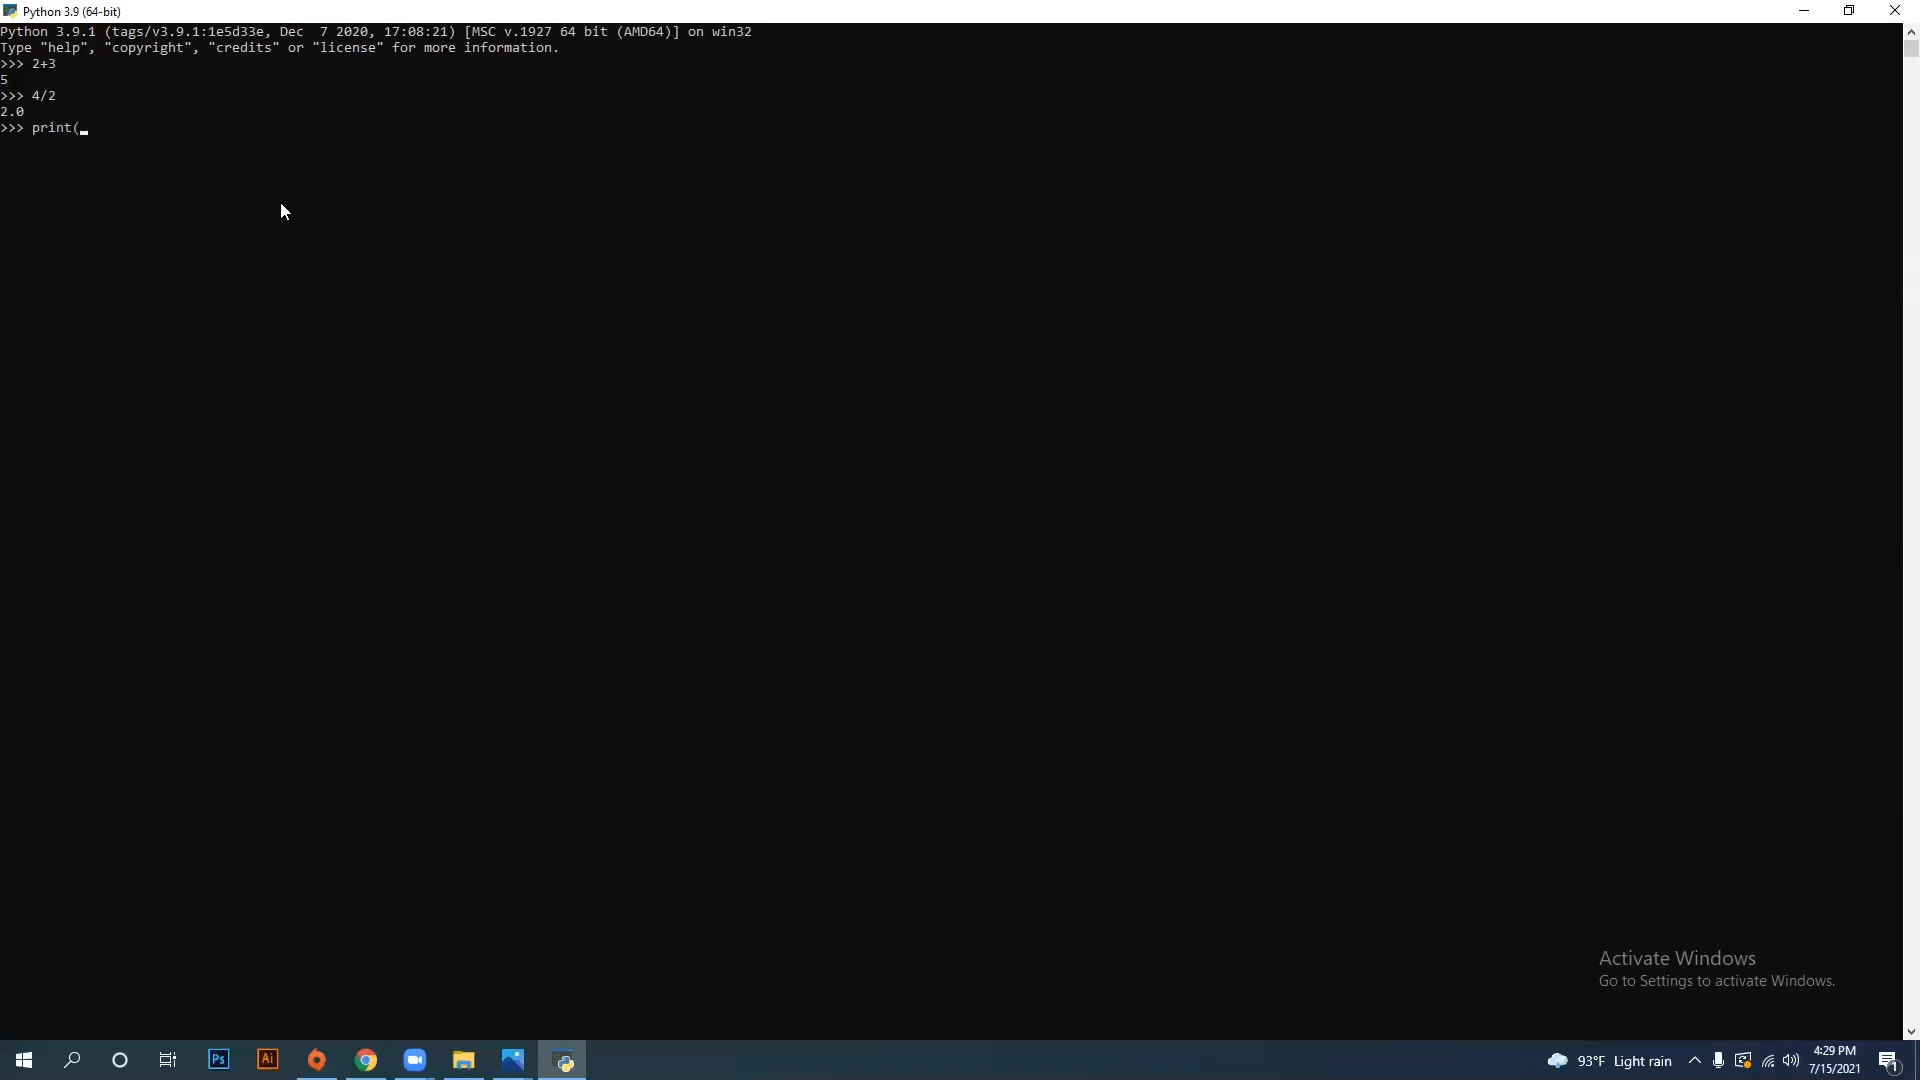 Python 3.9 (64-bit)
Python 3.9.1 (tags/v3.9.1:1e5d33e, Dec  7 2020, 17:08:21) [MSC v.1927 64 bit (AMD64)] on win32
Type "help", "copyright", "credits" or "license" for more information.
>>> 2+3
5
>>> 4/2
2.0
>>> print(
Activate Windows
Go to Settings to activate Windows.
Ps Ai 93°F Light rain 4:29 PM
7/15/2021
1